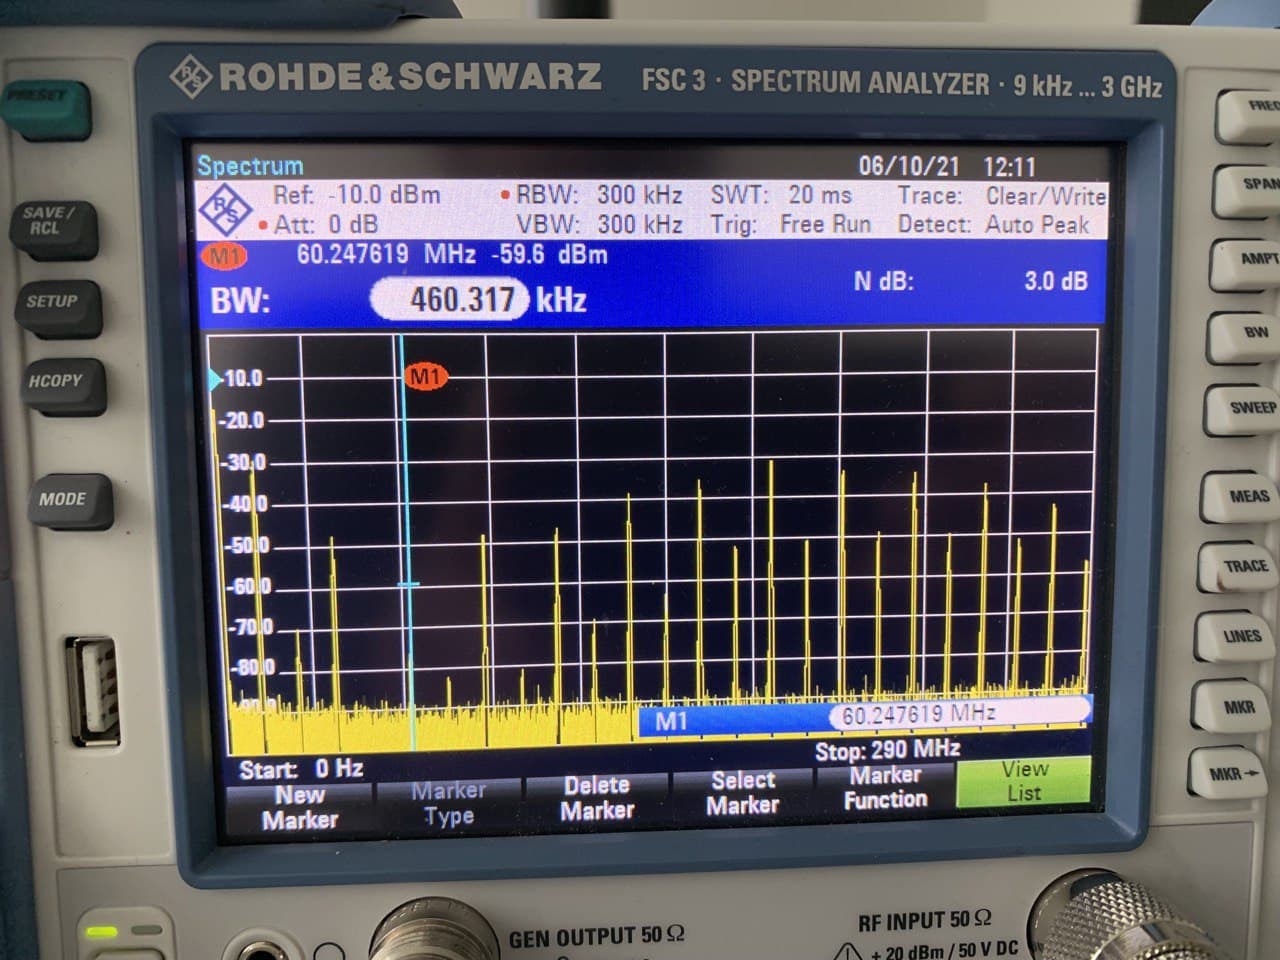 ROHDE&SCHWARZ FSC 3 · SPECTRUM ANALYZER · 9 kHz ... 3 GHz
PRESET
FREQ
SAVE /
RCL
SPAN
SETUP
AMPT
HCOPY
BW
SWEEP
MODE
MEAS
TRACE
LINES
MKR
MKR→
Spectrum 06/10/21 12:11
R/S
Ref: -10.0 dBm • RBW: 300 kHz SWT: 20 ms Trace: Clear/Write
• Att: 0 dB VBW: 300 kHz Trig: Free Run Detect: Auto Peak
M1 60.247619 MHz -59.6 dBm
BW: 460.317 kHz N dB: 3.0 dB
M1
-10.0
-20.0
-30.0
-40.0
-50.0
-60.0
-70.0
-80.0
-90.0
M1 60.247619 MHz
Start: 0 Hz Stop: 290 MHz
New Marker
Marker Type
Delete Marker
Select Marker
Marker Function
View List
GEN OUTPUT 50 Ω
RF INPUT 50 Ω
+ 20 dBm / 50 V DC